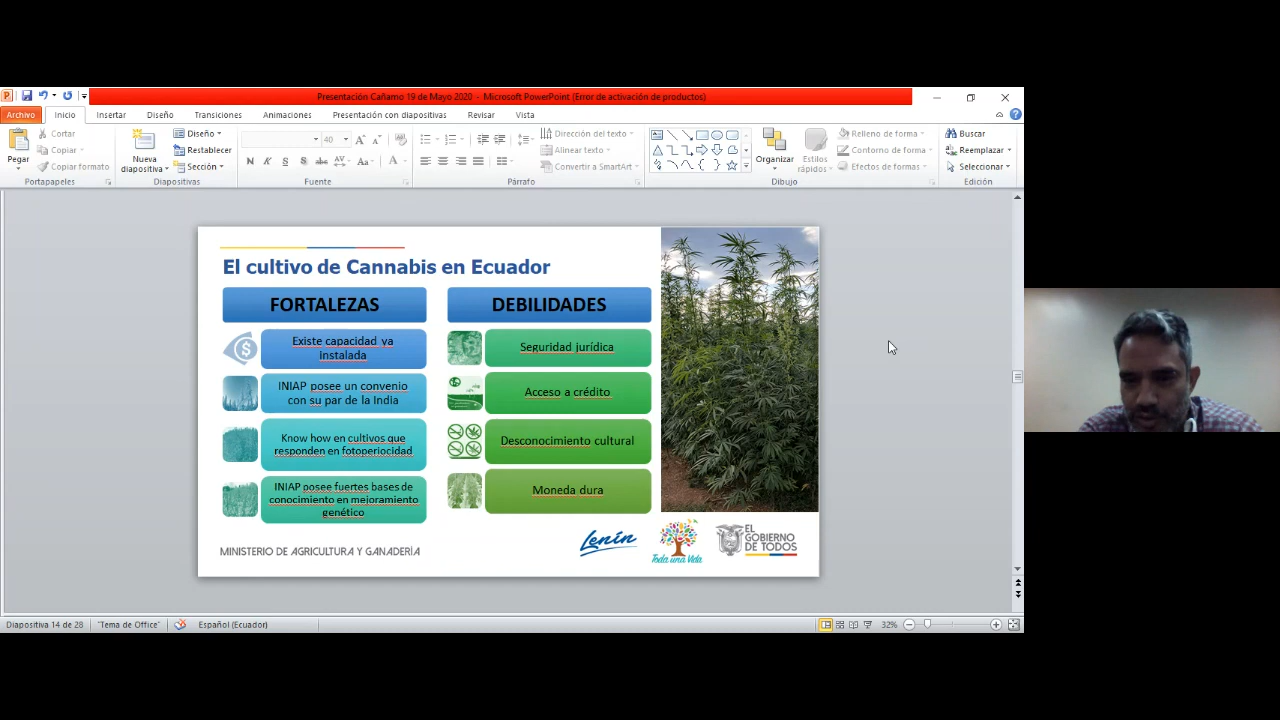 Presentación Cañamo 19 de Mayo 2020 - Microsoft PowerPoint (Error de activación de productos)
Archivo Inicio Insertar Diseño Transiciones Animaciones Presentación con diapositivas Revisar Vista
Pegar
Cortar
Copiar
Copiar formato
Portapapeles
Nueva
diapositiva
Diseño
Restablecer
Sección
Diapositivas
40
N K S S abc AV Aa A
Fuente
Dirección del texto
Alinear texto
Convertir a SmartArt
Párrafo
Organizar
Estilos
rápidos
Relleno de forma
Contorno de forma
Efectos de formas
Dibujo
Buscar
Reemplazar
Seleccionar
Edición
El cultivo de Cannabis en Ecuador
FORTALEZAS
Existe capacidad ya
instalada
INIAP posee un convenio
con su par de la India
Know how en cultivos que
responden en fotoperiocidad
INIAP posee fuertes bases de
conocimiento en mejoramiento
genético
DEBILIDADES
Seguridad jurídica
Acceso a crédito
Desconocimiento cultural
Moneda dura
MINISTERIO DE AGRICULTURA Y GANADERÍA
Lenín
Toda una Vida
EL
GOBIERNO
DE TODOS
Diapositiva 14 de 28 "Tema de Office" Español (Ecuador) 32%